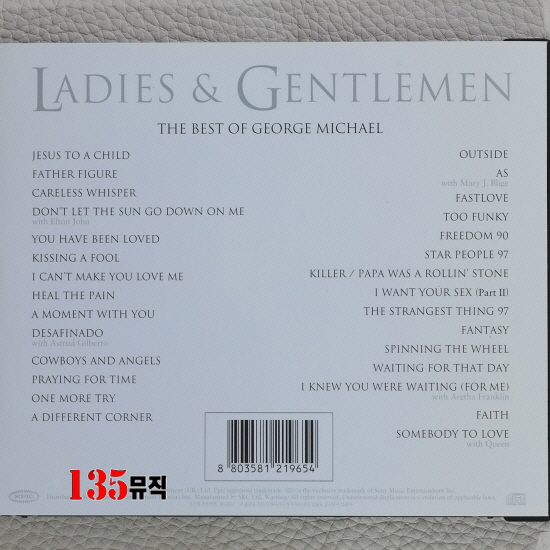 LADIES & GENTLEMEN
THE BEST OF GEORGE MICHAEL
JESUS TO A CHILD
FATHER FIGURE
CARELESS WHISPER
DON'T LET THE SUN GO DOWN ON ME
with Elton John
YOU HAVE BEEN LOVED
KISSING A FOOL
I CAN'T MAKE YOU LOVE ME
HEAL THE PAIN
A MOMENT WITH YOU
DESAFINADO
with Astrud Gilberto
COWBOYS AND ANGELS
PRAYING FOR TIME
ONE MORE TRY
A DIFFERENT CORNER
OUTSIDE
AS
with Mary J. Blige
FASTLOVE
TOO FUNKY
FREEDOM 90
STAR PEOPLE 97
KILLER / PAPA WAS A ROLLIN' STONE
I WANT YOUR SEX (Part II)
THE STRANGEST THING 97
FANTASY
SPINNING THE WHEEL
WAITING FOR THAT DAY
I KNEW YOU WERE WAITING (FOR ME)
with Aretha Franklin
FAITH
SOMEBODY TO LOVE
with Queen
8 803581 219654
135뮤직
epic